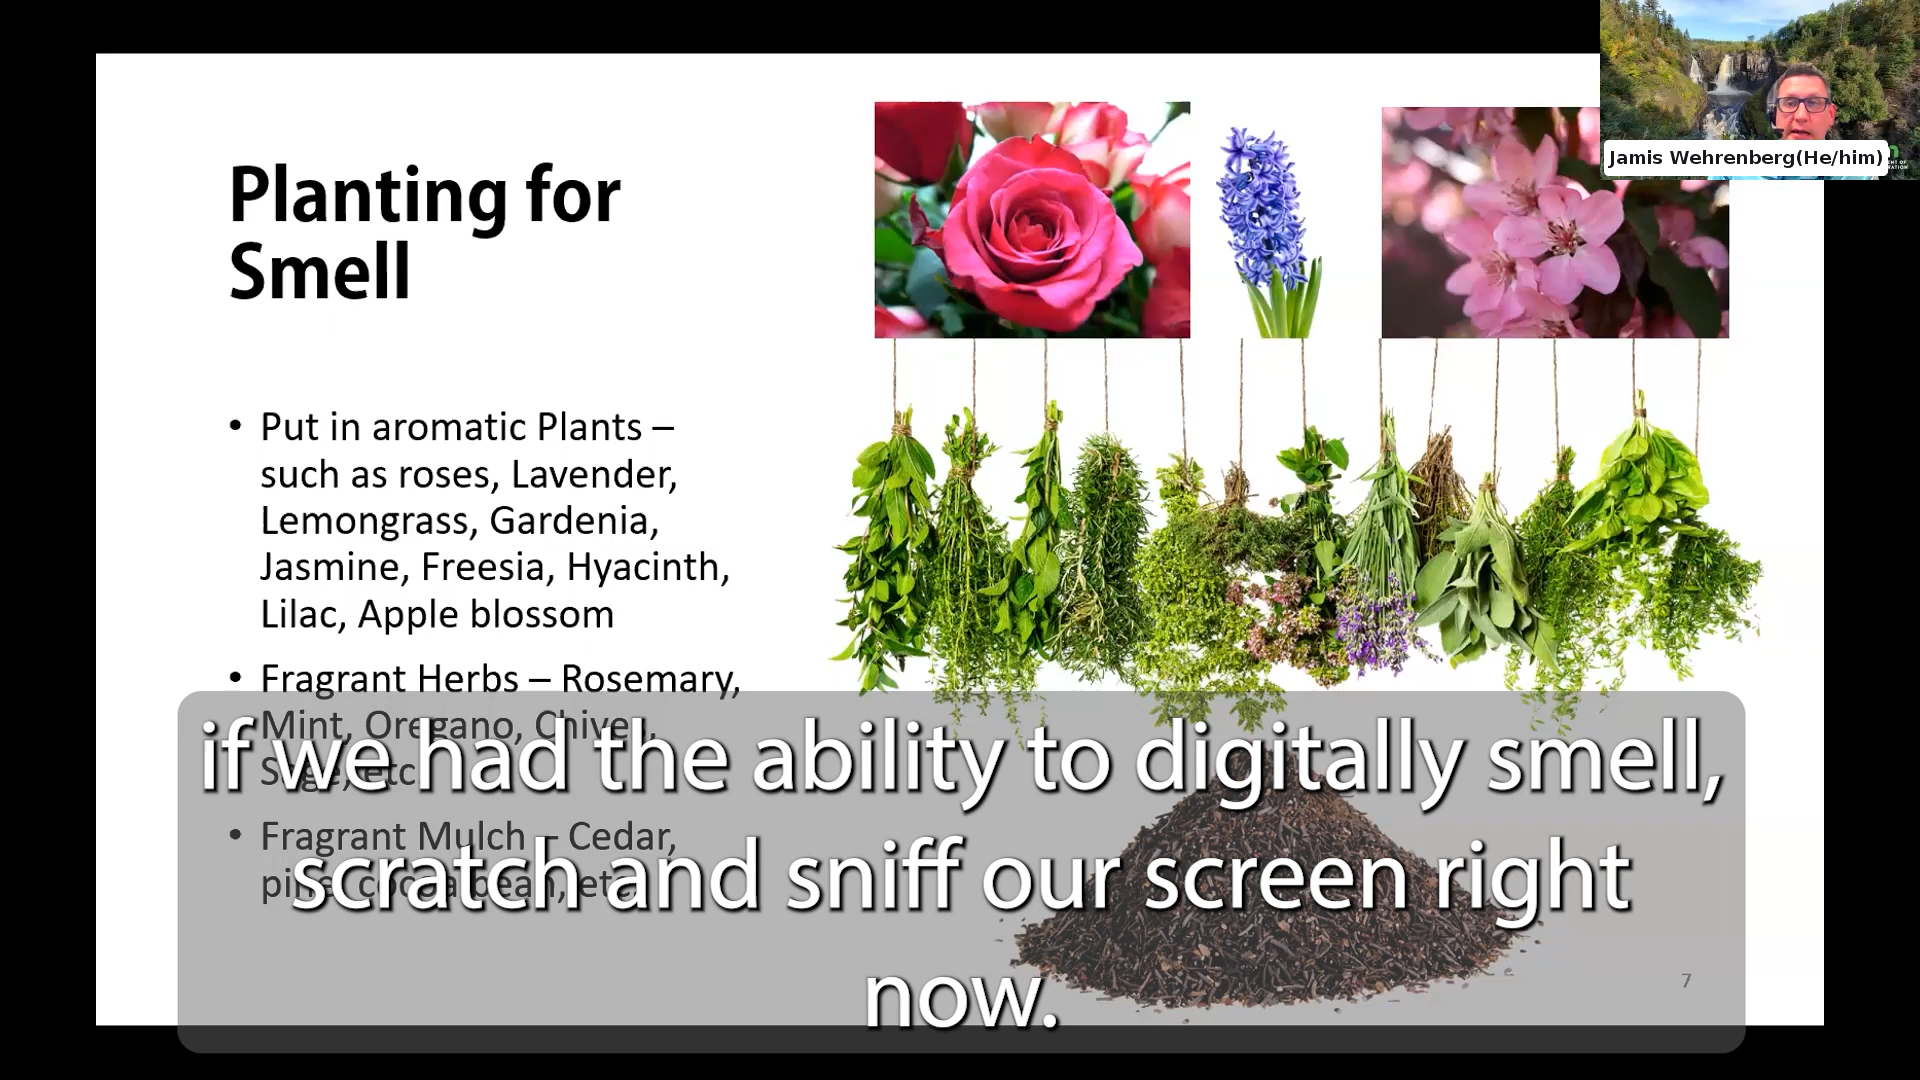 Jamis Wehrenberg(He/him)
Planting for
Smell
• Put in aromatic Plants –
such as roses, Lavender,
Lemongrass, Gardenia,
Jasmine, Freesia, Hyacinth,
Lilac, Apple blossom
• Fragrant Herbs – Rosemary,
Mint, Oregano, Chives,
Sage, etc
• Fragrant Mulch – Cedar,
pine, cocoa bean, etc
if we had the ability to digitally smell,
scratch and sniff our screen right
now.
7